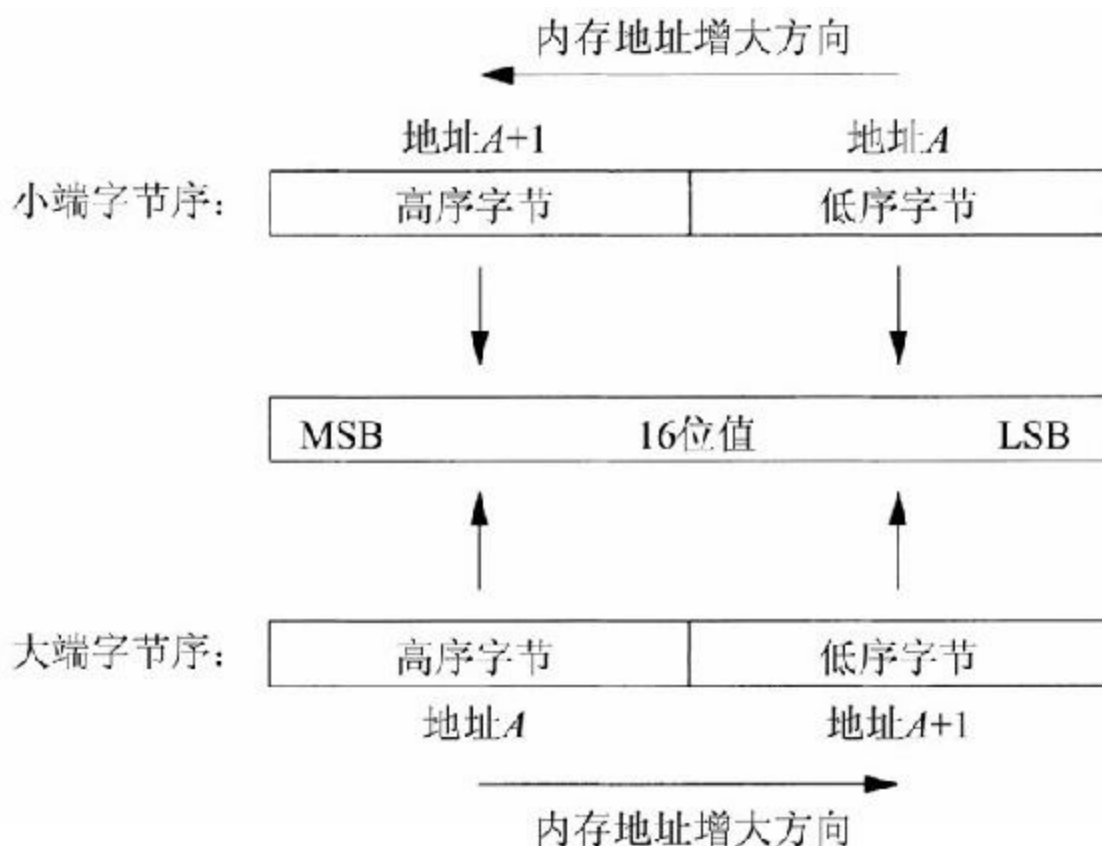 内存地址增大方向
地址A+1 地址A
小端字节序： 高序字节 低序字节
MSB 16位值 LSB
大端字节序： 高序字节 低序字节
地址A 地址A+1
内存地址增大方向